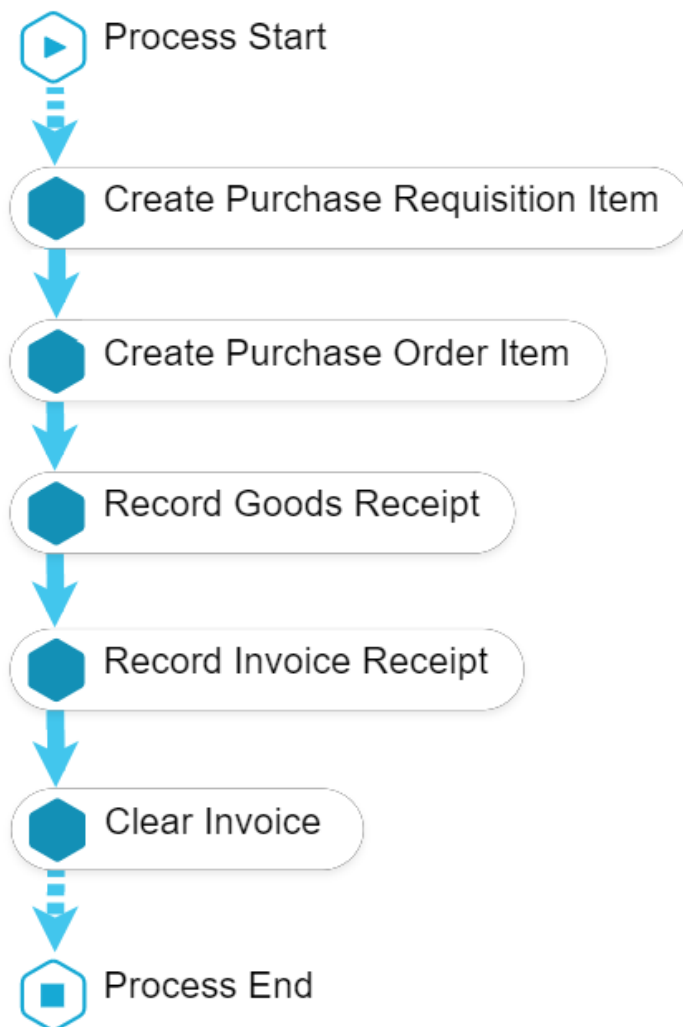 Process Start
Create Purchase Requisition Item
Create Purchase Order Item
Record Goods Receipt
Record Invoice Receipt
Clear Invoice
Process End